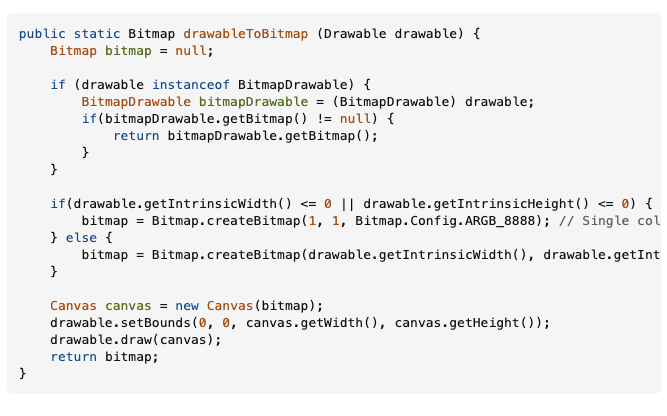 public static Bitmap drawableToBitmap (Drawable drawable) {
    Bitmap bitmap = null;

    if (drawable instanceof BitmapDrawable) {
        BitmapDrawable bitmapDrawable = (BitmapDrawable) drawable;
        if(bitmapDrawable.getBitmap() != null) {
            return bitmapDrawable.getBitmap();
        }
    }

    if(drawable.getIntrinsicWidth() <= 0 || drawable.getIntrinsicHeight() <= 0) {
        bitmap = Bitmap.createBitmap(1, 1, Bitmap.Config.ARGB_8888); // Single col
    } else {
        bitmap = Bitmap.createBitmap(drawable.getIntrinsicWidth(), drawable.getInt
    }

    Canvas canvas = new Canvas(bitmap);
    drawable.setBounds(0, 0, canvas.getWidth(), canvas.getHeight());
    drawable.draw(canvas);
    return bitmap;
}